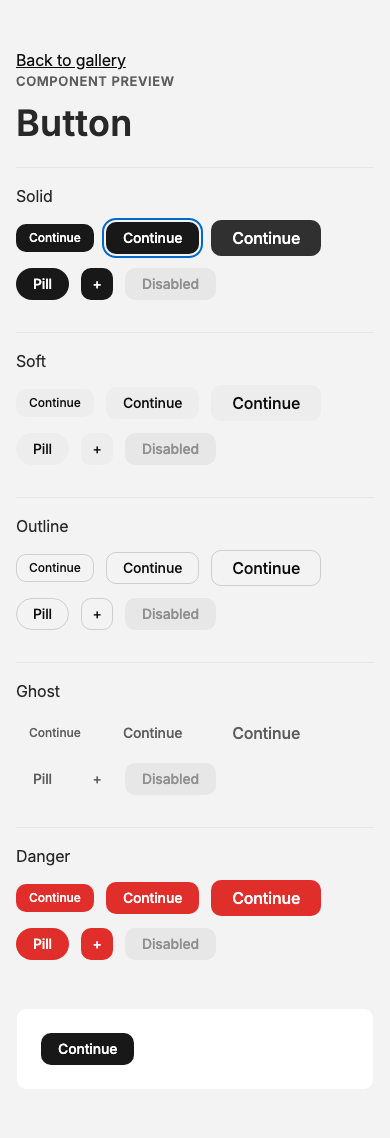 Back to gallery
COMPONENT PREVIEW
Button
Solid
Continue Continue Continue
Pill + Disabled
Soft
Continue Continue Continue
Pill + Disabled
Outline
Continue Continue Continue
Pill + Disabled
Ghost
Continue Continue Continue
Pill + Disabled
Danger
Continue Continue Continue
Pill + Disabled
Continue